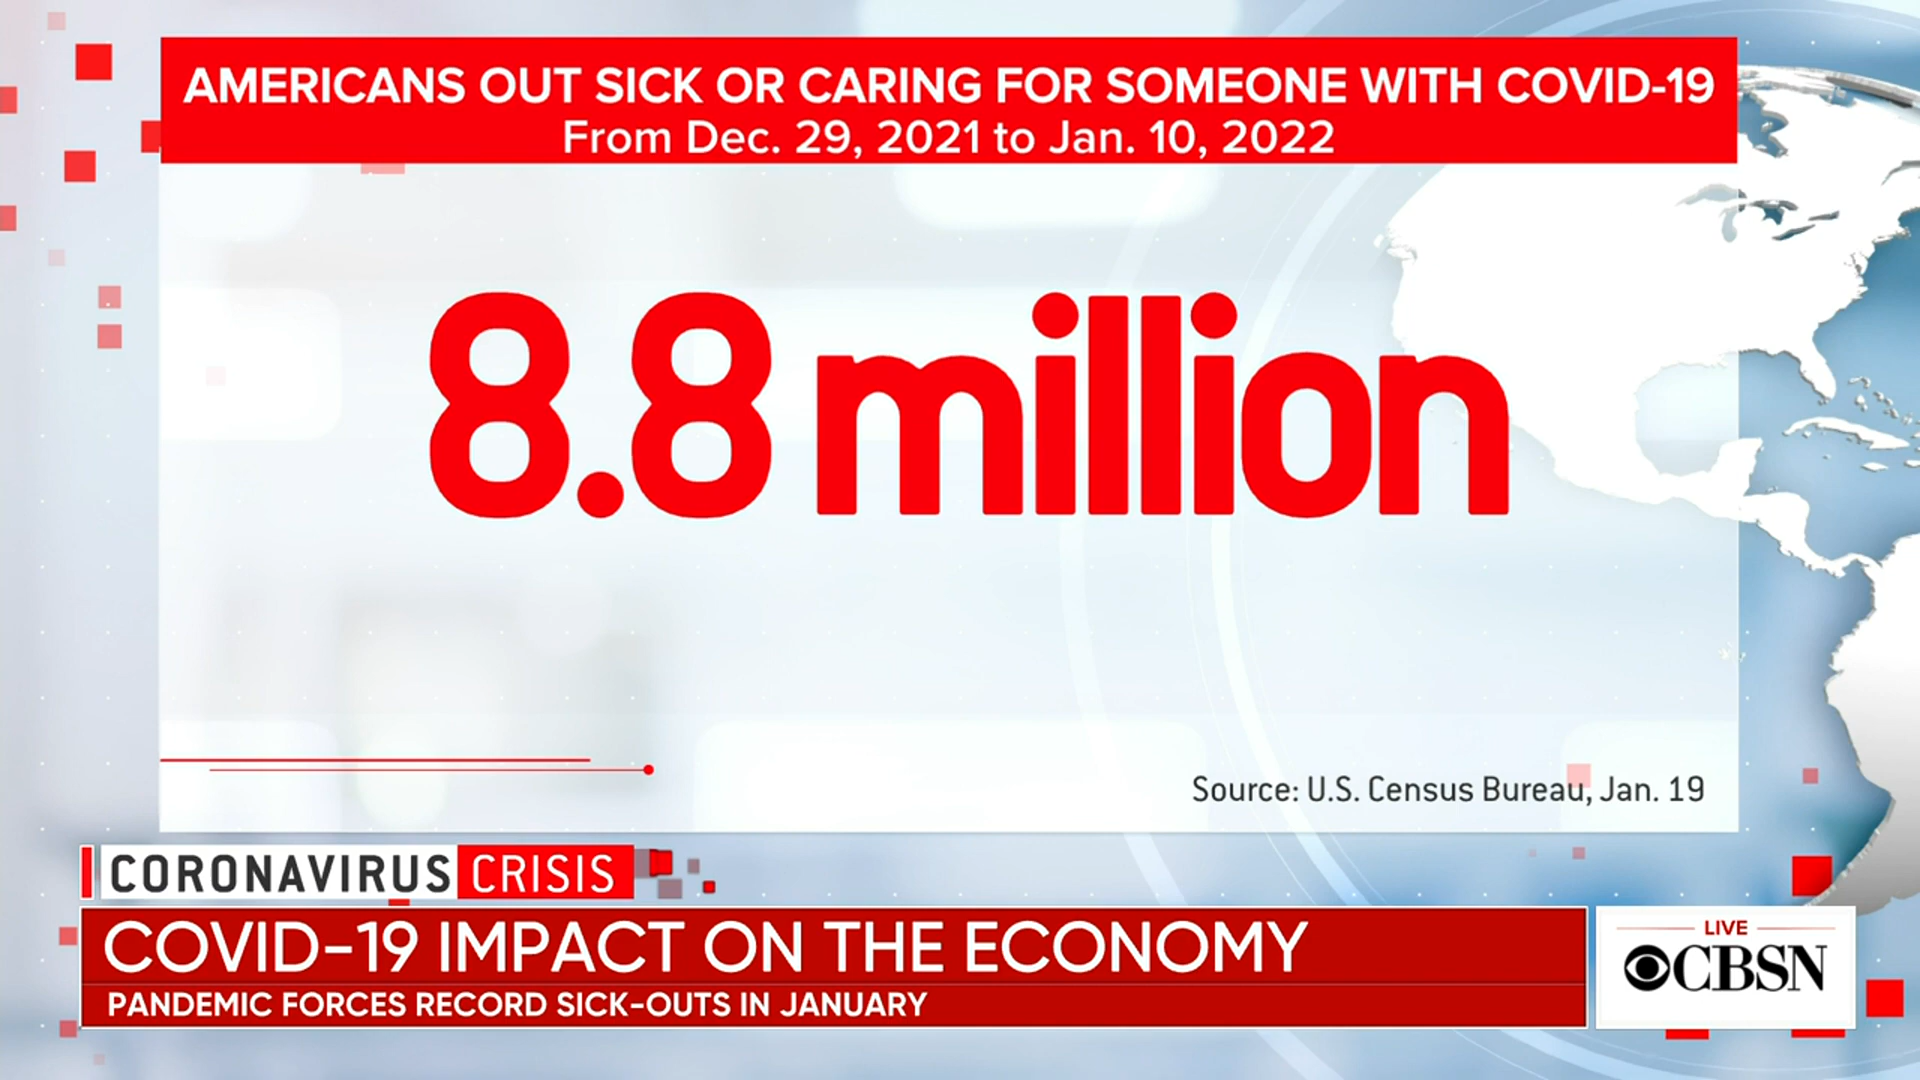 AMERICANS OUT SICK OR CARING FOR SOMEONE WITH COVID-19
From Dec. 29, 2021 to Jan. 10, 2022
8.8 million
Source: U.S. Census Bureau, Jan. 19
CORONAVIRUS CRISIS
COVID-19 IMPACT ON THE ECONOMY
PANDEMIC FORCES RECORD SICK-OUTS IN JANUARY
LIVE
CBSN